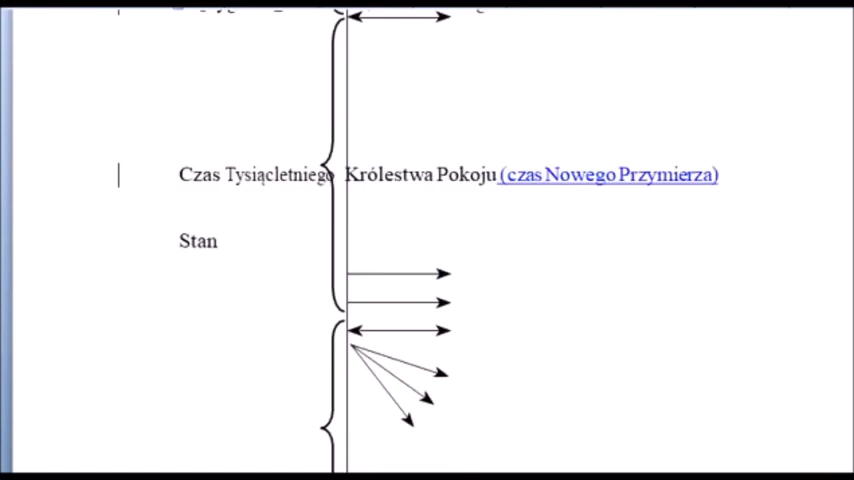 Czas Tysiącletniego Królestwa Pokoju (czas Nowego Przymierza)
Stan